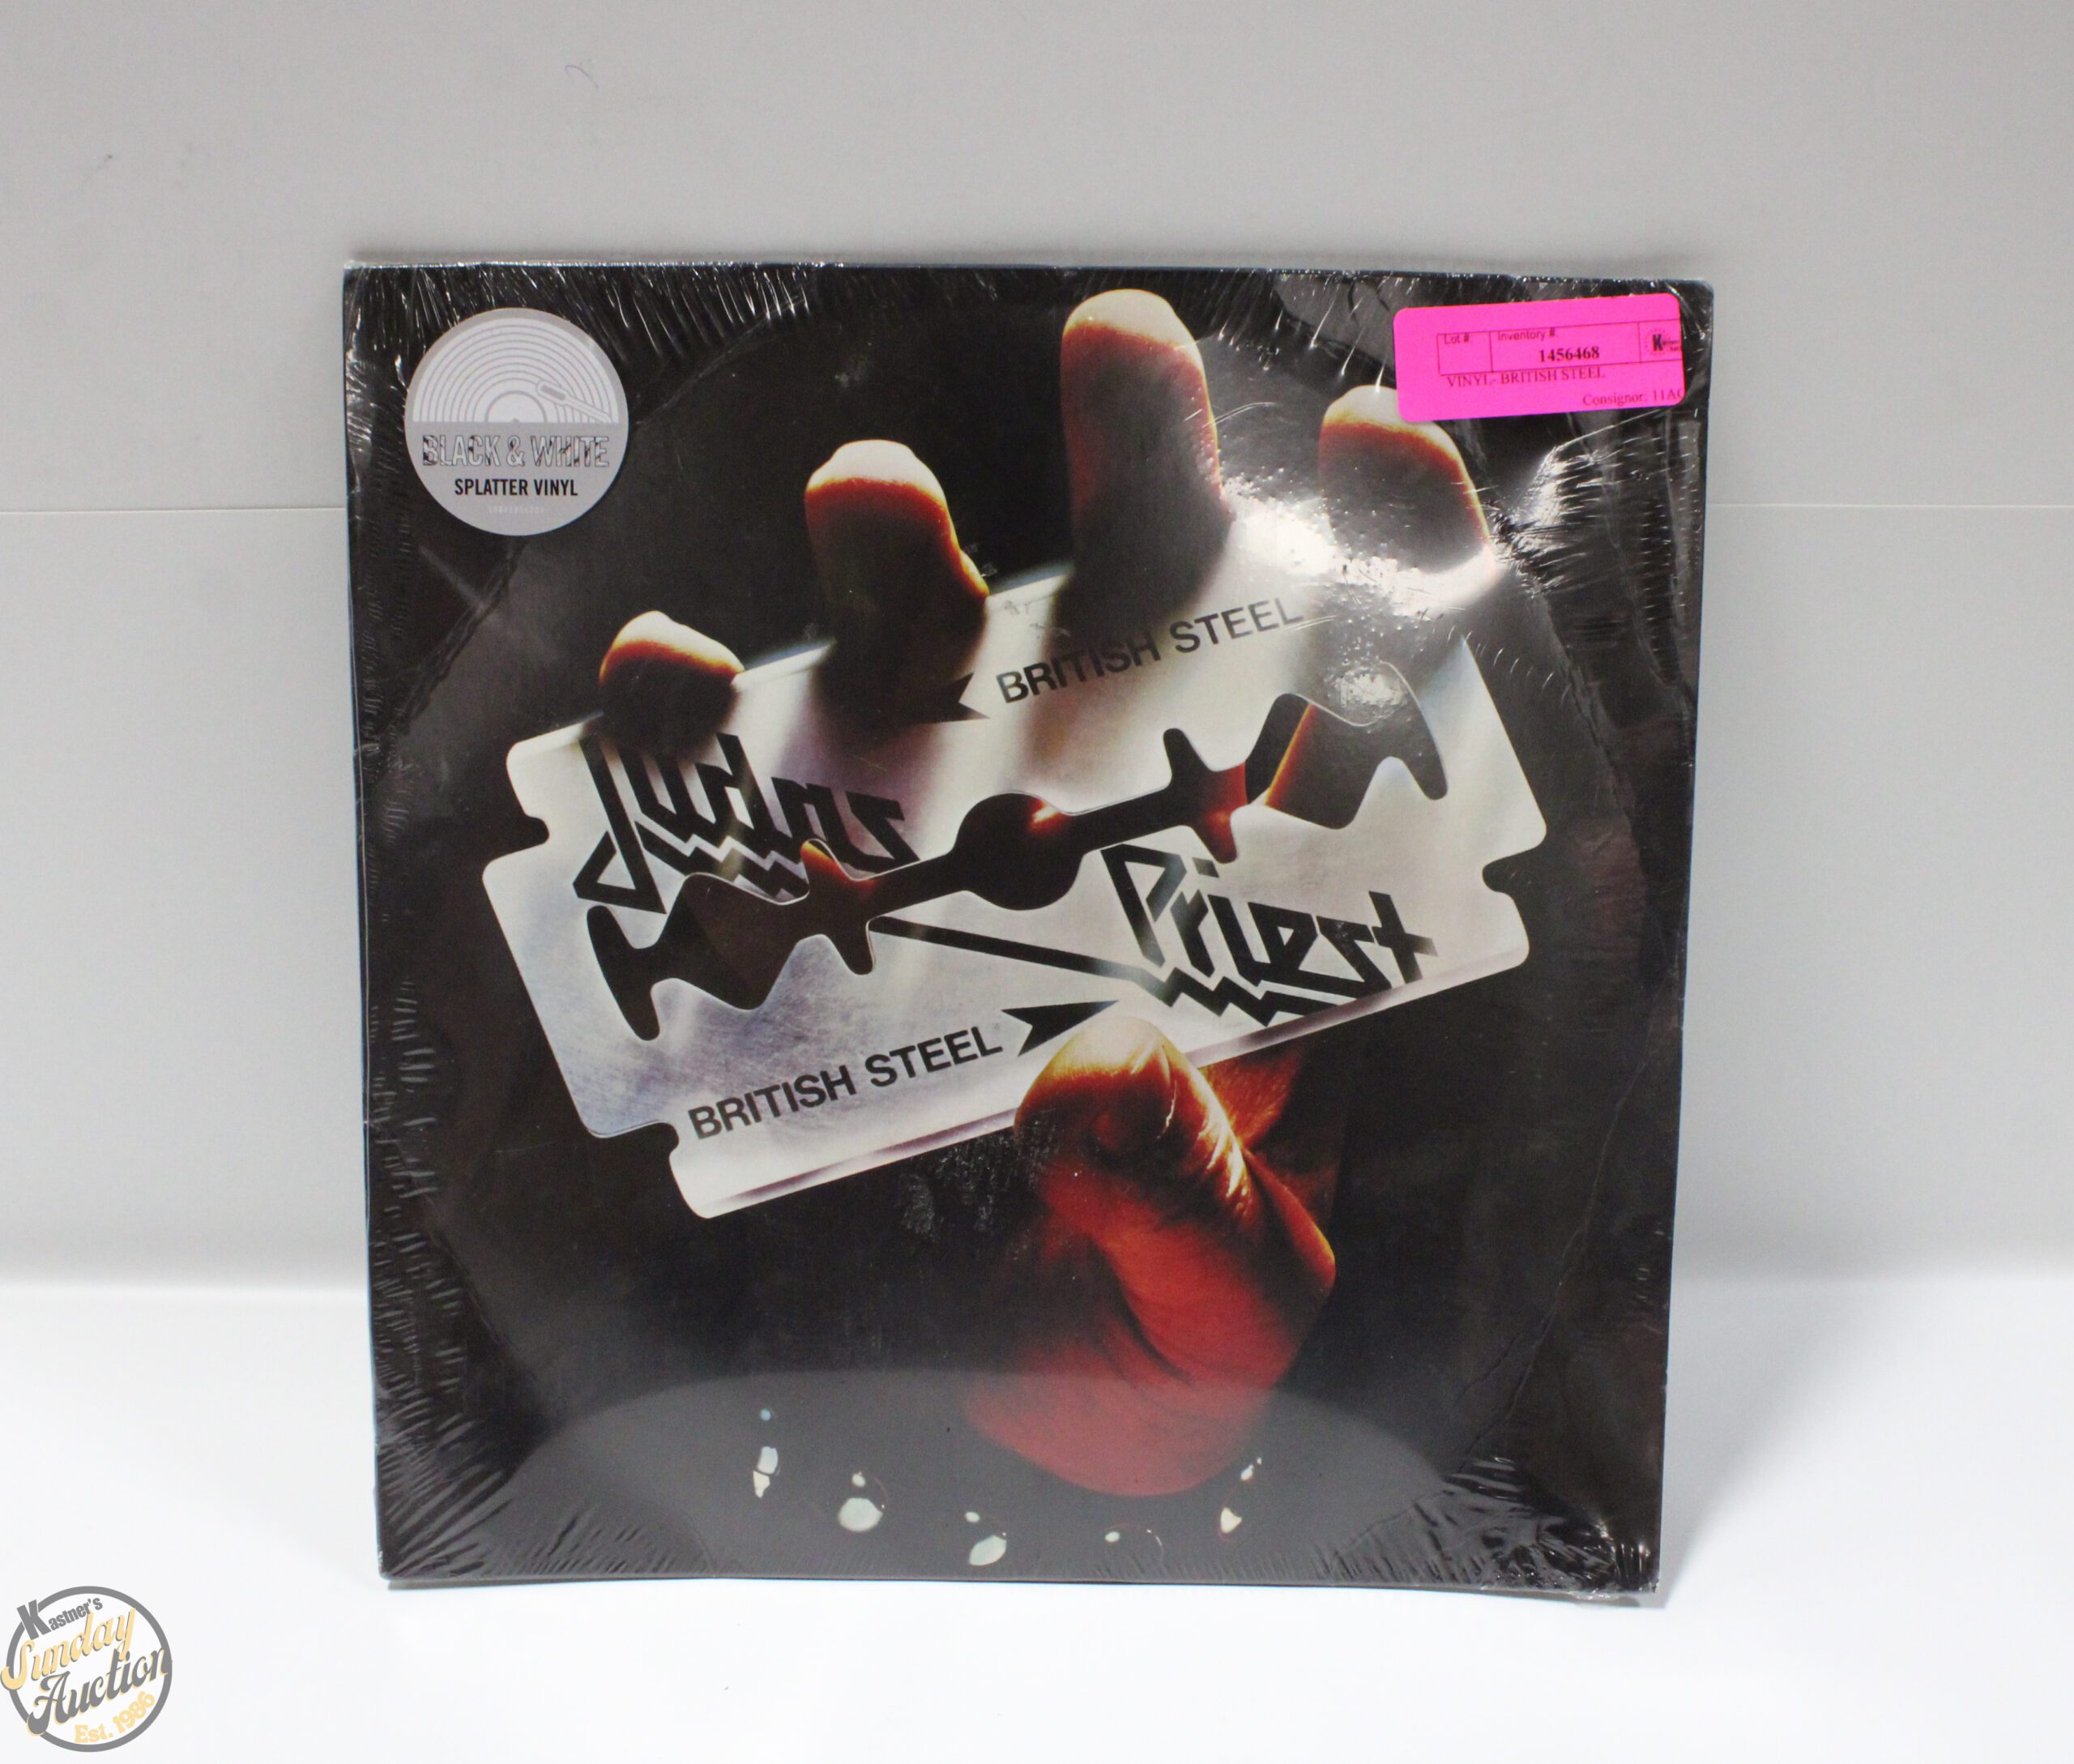 Lot #:
Inventory #:
1456468
VINYL- BRITISH STEEL
Consignor: 11A
BLACK & WHITE
SPLATTER VINYL
BRITISH STEEL
Judas
Priest
BRITISH STEEL
Kastner's
Sunday
Auction
Est. 1986